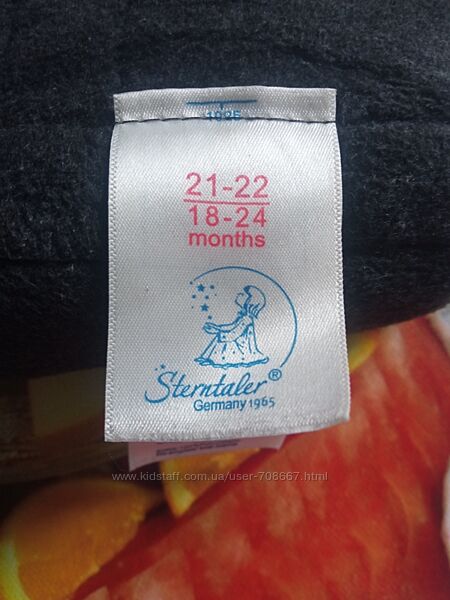 21-22
18-24
months
Sterntaler®
Germany 1965
www.kidstaff.com.ua/user-708667.html